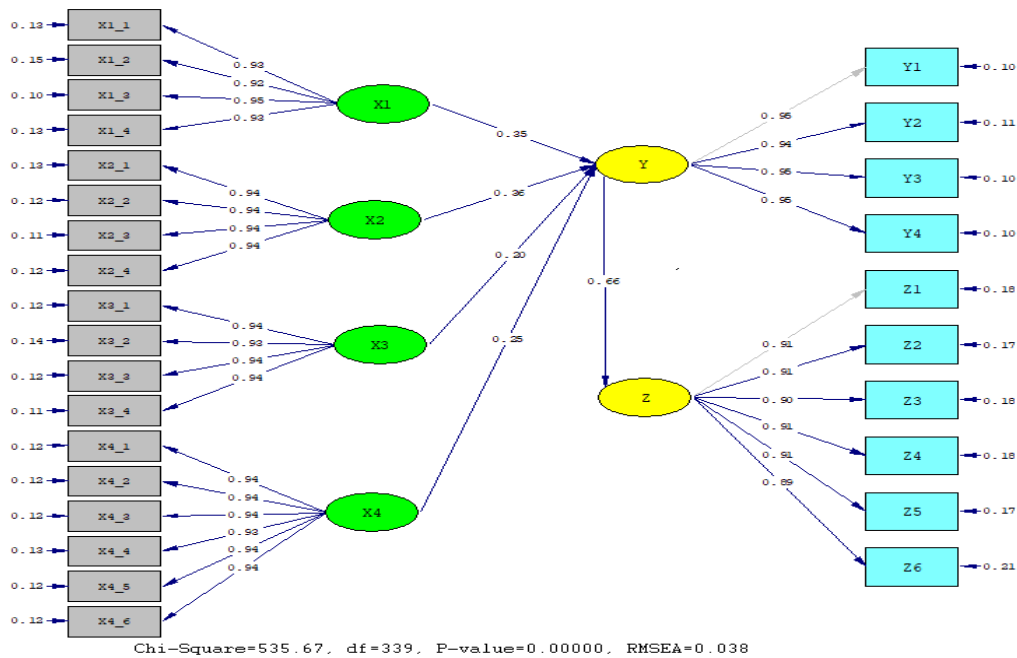 0.13 X1_1
0.15 X1_2
0.10 X1_3
0.13 X1_4
0.13 X2_1
0.12 X2_2
0.11 X2_3
0.12 X2_4
0.12 X3_1
0.14 X3_2
0.12 X3_3
0.11 X3_4
0.12 X4_1
0.12 X4_2
0.12 X4_3
0.13 X4_4
0.12 X4_5
0.12 X4_6
0.93
0.92
0.95
0.93
0.94
0.94
0.94
0.94
0.94
0.93
0.94
0.94
0.94
0.94
0.94
0.93
0.94
0.94
X1
X2
X3
X4
0.35
0.36
0.20
0.25
Y
0.66
Z
0.95
0.94
0.95
0.95
0.91
0.91
0.90
0.91
0.91
0.89
Y1 0.10
Y2 0.11
Y3 0.10
Y4 0.10
Z1 0.18
Z2 0.17
Z3 0.18
Z4 0.18
Z5 0.17
Z6 0.21
Chi-Square=535.67, df=339, P-value=0.00000, RMSEA=0.038